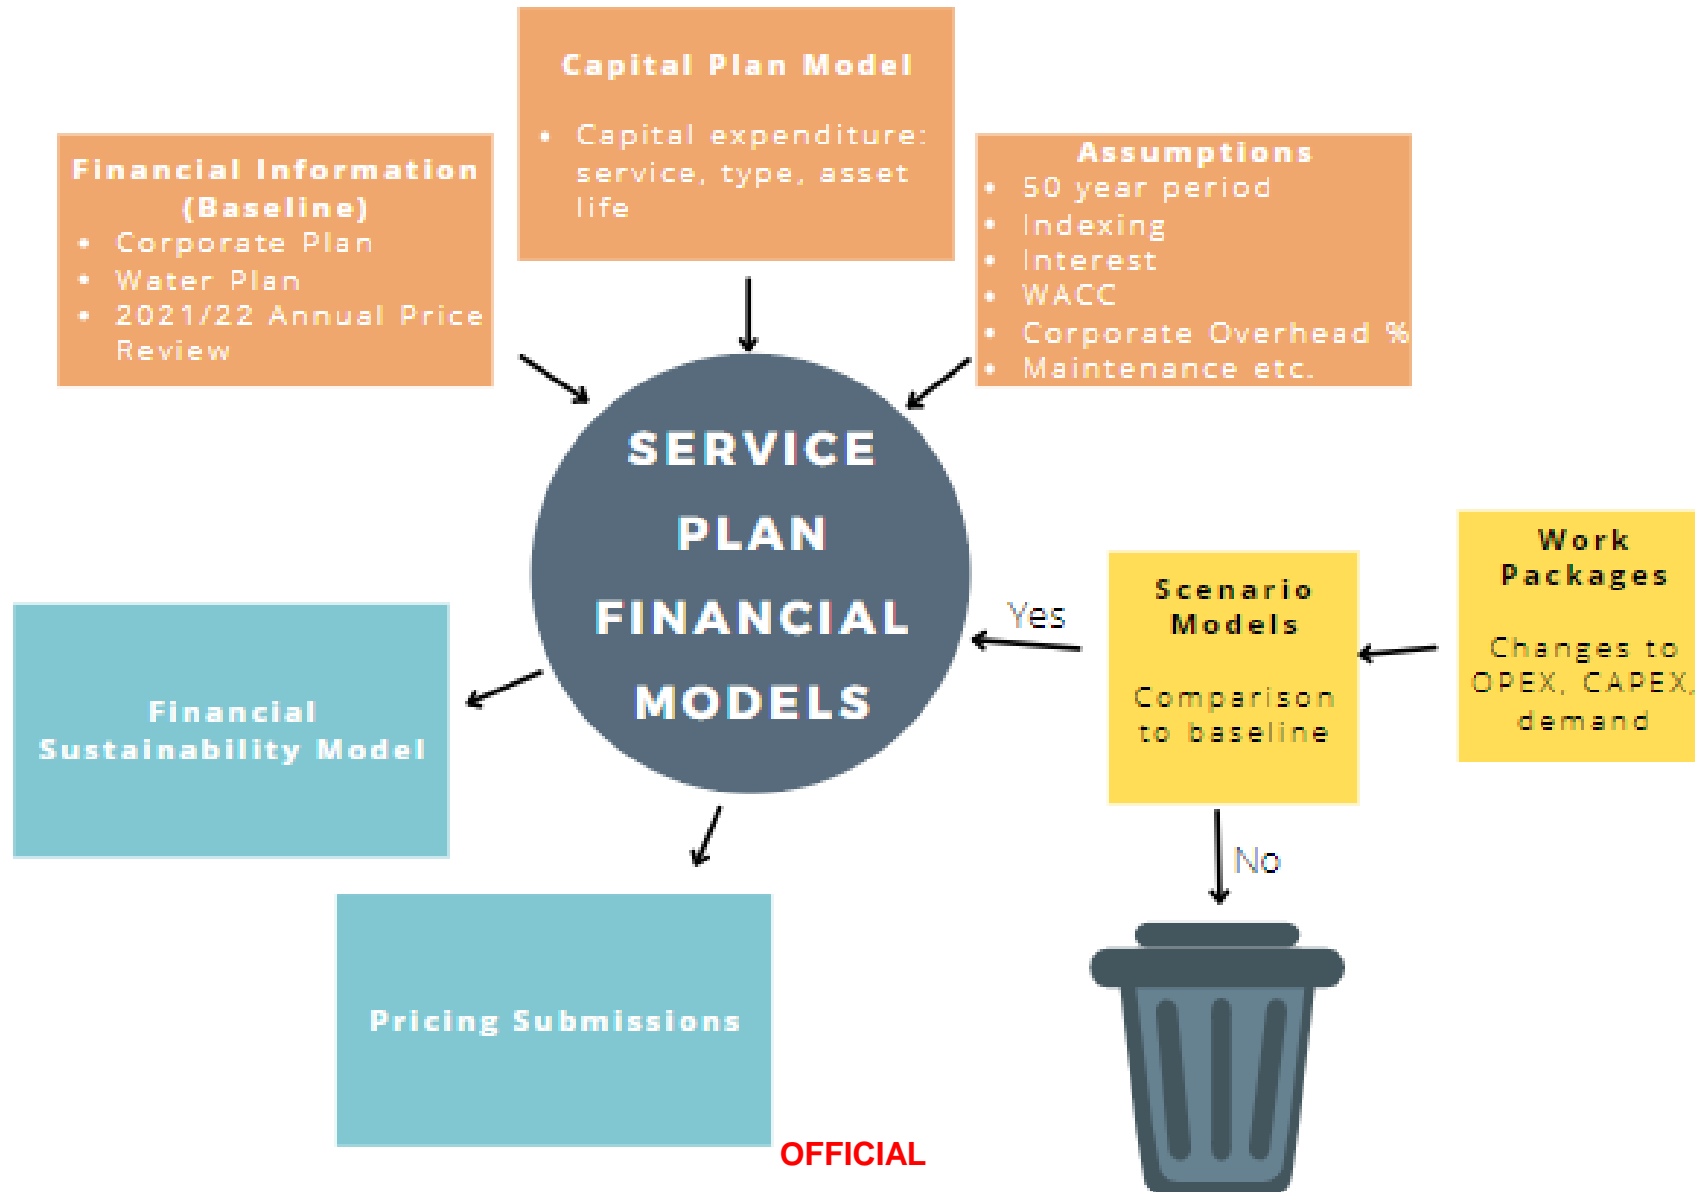 Capital Plan Model
• Capital expenditure:
service, type, asset
life
Financial Information
(Baseline)
• Corporate Plan
• Water Plan
• 2021/22 Annual Price
Review
Assumptions
• 50 year period
• Indexing
• Interest
• WACC
• Corporate Overhead %
• Maintenance etc.
SERVICE
PLAN
FINANCIAL
MODELS
Work
Packages
Changes to
OPEX, CAPEX,
demand
Scenario
Models
Comparison
to baseline
Yes
No
Financial
Sustainability Model
Pricing Submissions
OFFICIAL